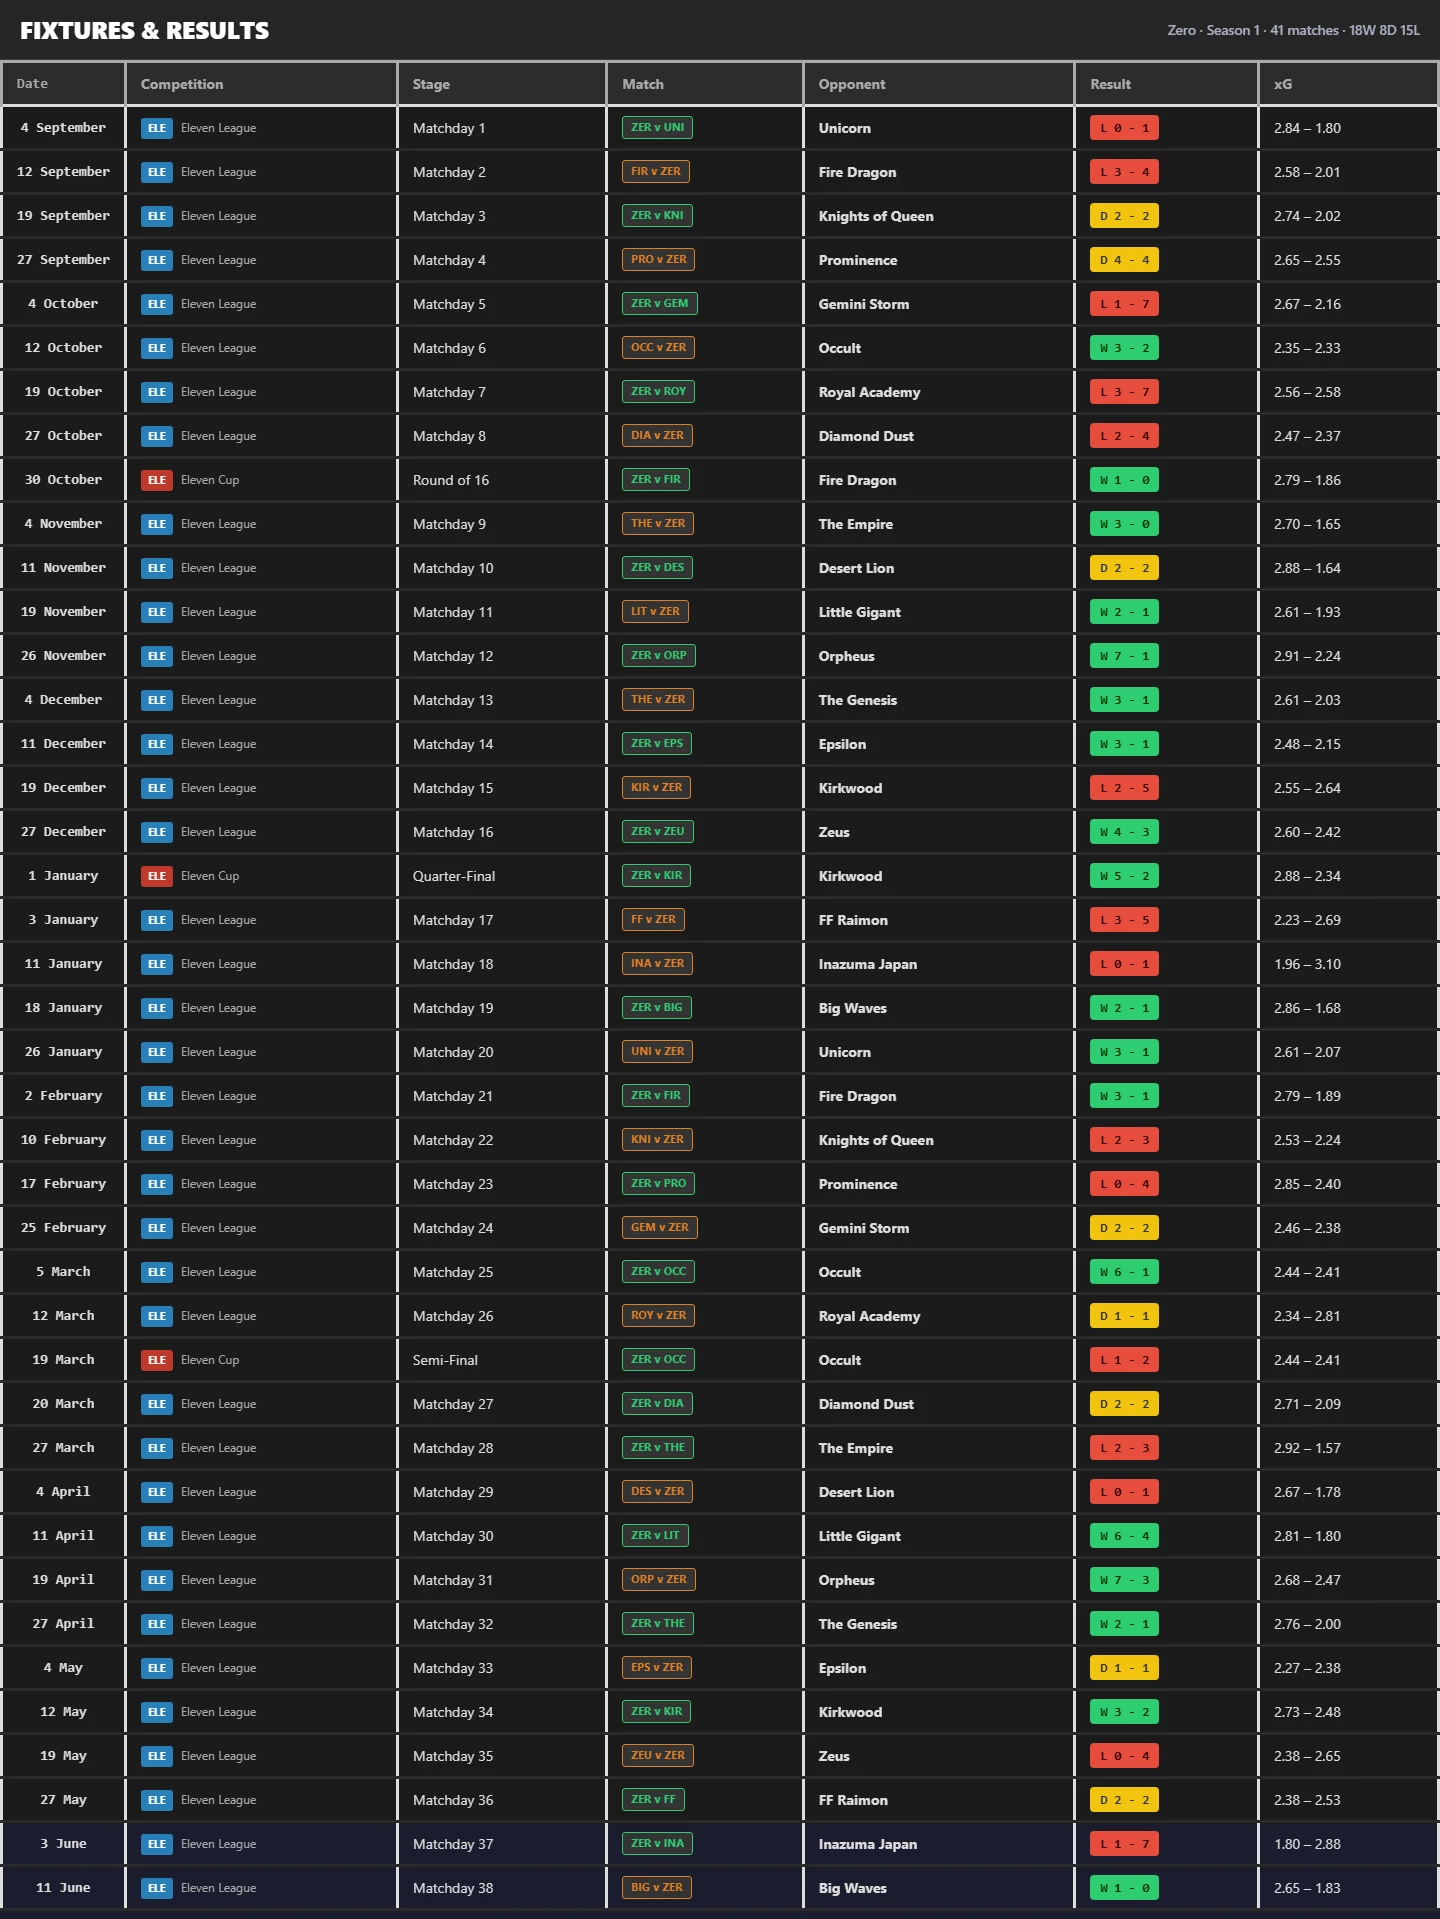 FIXTURES & RESULTS
Zero · Season 1 · 41 matches · 18W 8D 15L
Date Competition Stage Match Opponent Result xG
4 September ELE Eleven League Matchday 1 ZER v UNI Unicorn L 0 - 1 2.84 – 1.80
12 September ELE Eleven League Matchday 2 FIR v ZER Fire Dragon L 3 - 4 2.58 – 2.01
19 September ELE Eleven League Matchday 3 ZER v KNI Knights of Queen D 2 - 2 2.74 – 2.02
27 September ELE Eleven League Matchday 4 PRO v ZER Prominence D 4 - 4 2.65 – 2.55
4 October ELE Eleven League Matchday 5 ZER v GEM Gemini Storm L 1 - 7 2.67 – 2.16
12 October ELE Eleven League Matchday 6 OCC v ZER Occult W 3 - 2 2.35 – 2.33
19 October ELE Eleven League Matchday 7 ZER v ROY Royal Academy L 3 - 7 2.56 – 2.58
27 October ELE Eleven League Matchday 8 DIA v ZER Diamond Dust L 2 - 4 2.47 – 2.37
30 October ELE Eleven Cup Round of 16 ZER v FIR Fire Dragon W 1 - 0 2.79 – 1.86
4 November ELE Eleven League Matchday 9 THE v ZER The Empire W 3 - 0 2.70 – 1.65
11 November ELE Eleven League Matchday 10 ZER v DES Desert Lion D 2 - 2 2.88 – 1.64
19 November ELE Eleven League Matchday 11 LIT v ZER Little Gigant W 2 - 1 2.61 – 1.93
26 November ELE Eleven League Matchday 12 ZER v ORP Orpheus W 7 - 1 2.91 – 2.24
4 December ELE Eleven League Matchday 13 THE v ZER The Genesis W 3 - 1 2.61 – 2.03
11 December ELE Eleven League Matchday 14 ZER v EPS Epsilon W 3 - 1 2.48 – 2.15
19 December ELE Eleven League Matchday 15 KIR v ZER Kirkwood L 2 - 5 2.55 – 2.64
27 December ELE Eleven League Matchday 16 ZER v ZEU Zeus W 4 - 3 2.60 – 2.42
1 January ELE Eleven Cup Quarter-Final ZER v KIR Kirkwood W 5 - 2 2.88 – 2.34
3 January ELE Eleven League Matchday 17 FF v ZER FF Raimon L 3 - 5 2.23 – 2.69
11 January ELE Eleven League Matchday 18 INA v ZER Inazuma Japan L 0 - 1 1.96 – 3.10
18 January ELE Eleven League Matchday 19 ZER v BIG Big Waves W 2 - 1 2.86 – 1.68
26 January ELE Eleven League Matchday 20 UNI v ZER Unicorn W 3 - 1 2.61 – 2.07
2 February ELE Eleven League Matchday 21 ZER v FIR Fire Dragon W 3 - 1 2.79 – 1.89
10 February ELE Eleven League Matchday 22 KNI v ZER Knights of Queen L 2 - 3 2.53 – 2.24
17 February ELE Eleven League Matchday 23 ZER v PRO Prominence L 0 - 4 2.85 – 2.40
25 February ELE Eleven League Matchday 24 GEM v ZER Gemini Storm D 2 - 2 2.46 – 2.38
5 March ELE Eleven League Matchday 25 ZER v OCC Occult W 6 - 1 2.44 – 2.41
12 March ELE Eleven League Matchday 26 ROY v ZER Royal Academy D 1 - 1 2.34 – 2.81
19 March ELE Eleven Cup Semi-Final ZER v OCC Occult L 1 - 2 2.44 – 2.41
20 March ELE Eleven League Matchday 27 ZER v DIA Diamond Dust D 2 - 2 2.71 – 2.09
27 March ELE Eleven League Matchday 28 ZER v THE The Empire L 2 - 3 2.92 – 1.57
4 April ELE Eleven League Matchday 29 DES v ZER Desert Lion L 0 - 1 2.67 – 1.78
11 April ELE Eleven League Matchday 30 ZER v LIT Little Gigant W 6 - 4 2.81 – 1.80
19 April ELE Eleven League Matchday 31 ORP v ZER Orpheus W 7 - 3 2.68 – 2.47
27 April ELE Eleven League Matchday 32 ZER v THE The Genesis W 2 - 1 2.76 – 2.00
4 May ELE Eleven League Matchday 33 EPS v ZER Epsilon D 1 - 1 2.27 – 2.38
12 May ELE Eleven League Matchday 34 ZER v KIR Kirkwood W 3 - 2 2.73 – 2.48
19 May ELE Eleven League Matchday 35 ZEU v ZER Zeus L 0 - 4 2.38 – 2.65
27 May ELE Eleven League Matchday 36 ZER v FF FF Raimon D 2 - 2 2.38 – 2.53
3 June ELE Eleven League Matchday 37 ZER v INA Inazuma Japan L 1 - 7 1.80 – 2.88
11 June ELE Eleven League Matchday 38 BIG v ZER Big Waves W 1 - 0 2.65 – 1.83